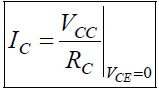 I_C = V_CC / R_C |_{V_CE=0}